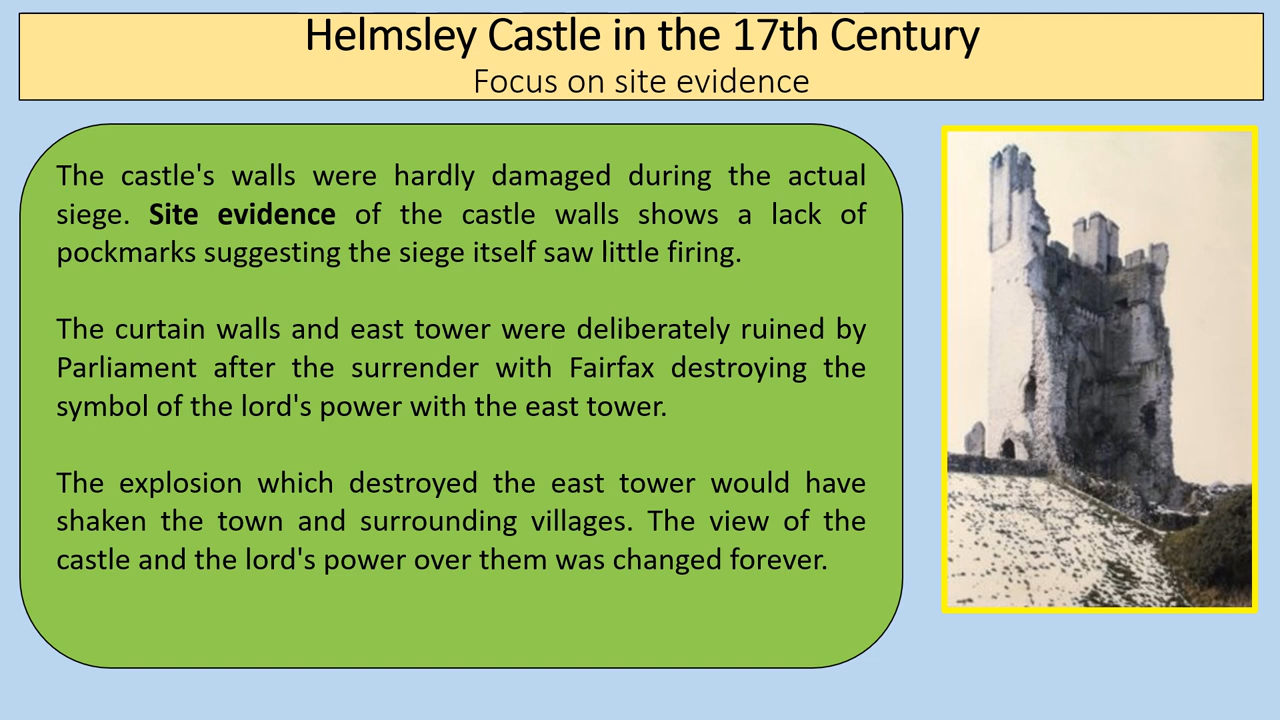 Helmsley Castle in the 17th Century
Focus on site evidence
The castle's walls were hardly damaged during the actual
siege. Site evidence of the castle walls shows a lack of
pockmarks suggesting the siege itself saw little firing.
The curtain walls and east tower were deliberately ruined by
Parliament after the surrender with Fairfax destroying the
symbol of the lord's power with the east tower.
The explosion which destroyed the east tower would have
shaken the town and surrounding villages. The view of the
castle and the lord's power over them was changed forever.